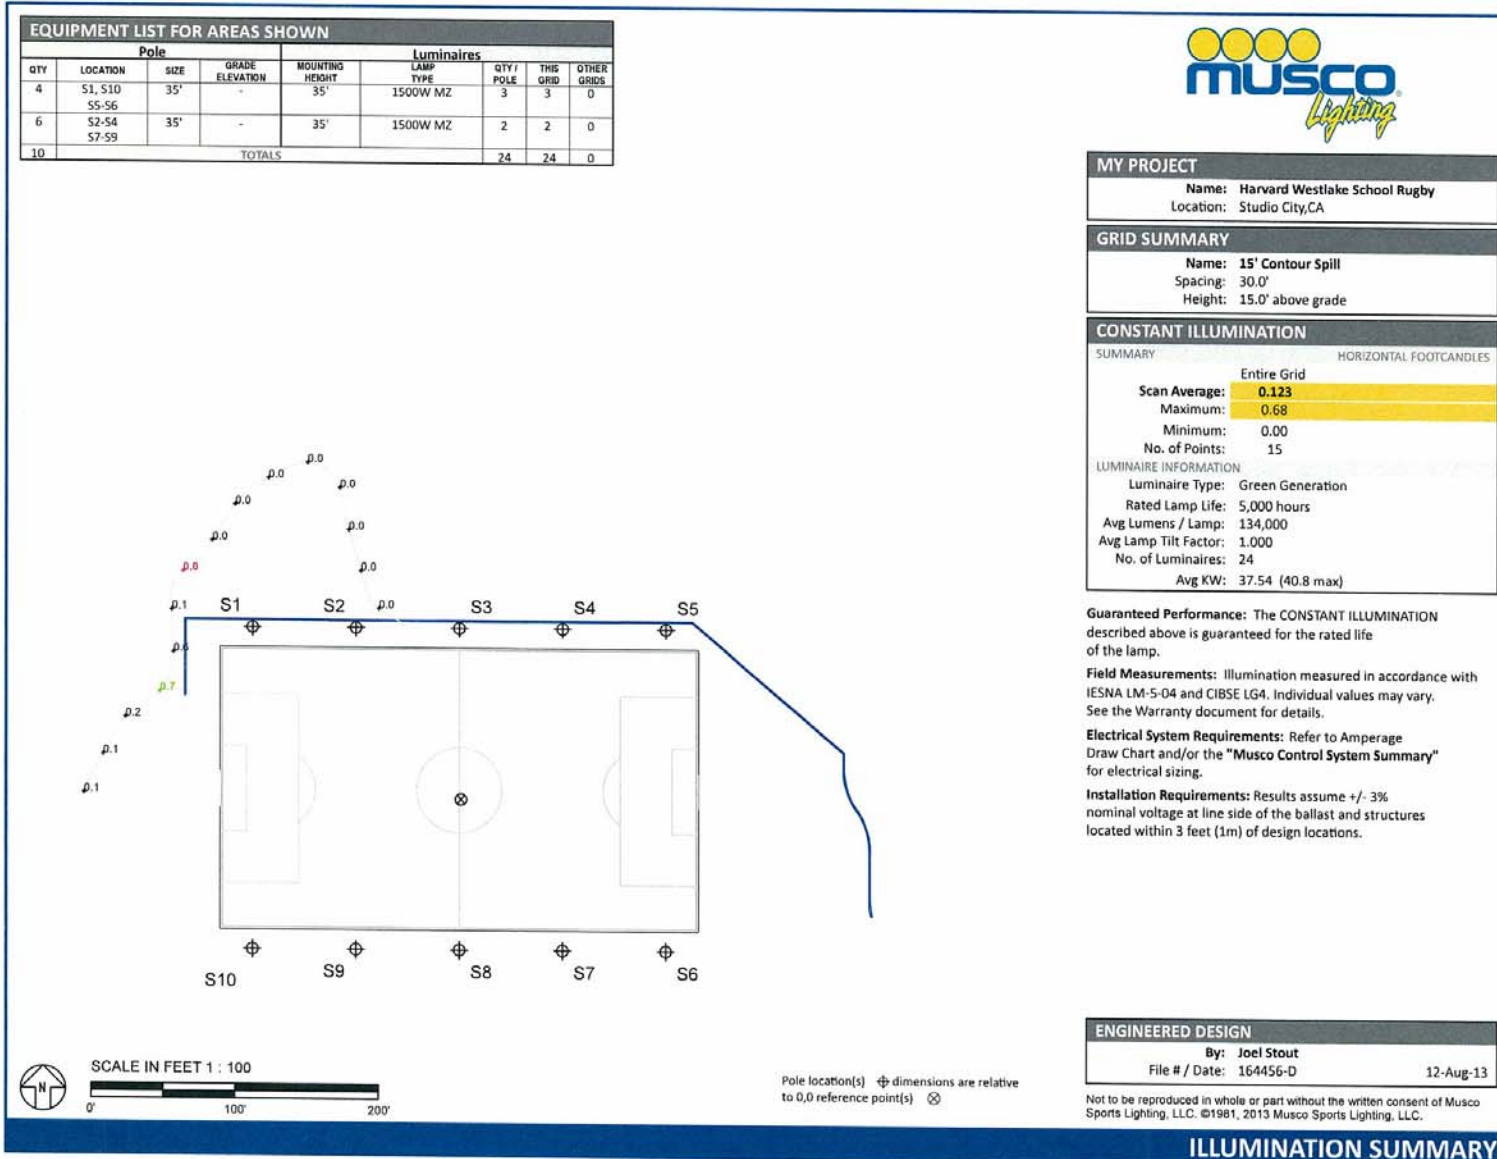 EQUIPMENT LIST FOR AREAS SHOWN
Pole Luminaires
QTY LOCATION SIZE GRADE ELEVATION MOUNTING HEIGHT LAMP TYPE QTY / POLE THIS GRID OTHER GRIDS
4 S1, S10 35' - 35' 1500W MZ 3 3 0
S5-S6
6 S2-S4 35' - 35' 1500W MZ 2 2 0
S7-S9
10 TOTALS 24 24 0
musco
Lighting
MY PROJECT
Name: Harvard Westlake School Rugby
Location: Studio City,CA
GRID SUMMARY
Name: 15' Contour Spill
Spacing: 30.0'
Height: 15.0' above grade
CONSTANT ILLUMINATION
SUMMARY HORIZONTAL FOOTCANDLES
Entire Grid
Scan Average: 0.123
Maximum: 0.68
Minimum: 0.00
No. of Points: 15
LUMINAIRE INFORMATION
Luminaire Type: Green Generation
Rated Lamp Life: 5,000 hours
Avg Lumens / Lamp: 134,000
Avg Lamp Tilt Factor: 1.000
No. of Luminaires: 24
Avg KW: 37.54 (40.8 max)
Guaranteed Performance: The CONSTANT ILLUMINATION
described above is guaranteed for the rated life
of the lamp.
Field Measurements: Illumination measured in accordance with
IESNA LM-5-04 and CIBSE LG4. Individual values may vary.
See the Warranty document for details.
Electrical System Requirements: Refer to Amperage
Draw Chart and/or the "Musco Control System Summary"
for electrical sizing.
Installation Requirements: Results assume +/- 3%
nominal voltage at line side of the ballast and structures
located within 3 feet (1m) of design locations.
0.0
0.0
0.0
0.0
0.0
0.0
0.0
0.0
0.1 S1 S2 0.0 S3 S4 S5
0.6
0.7
0.2
0.1
0.1
S10 S9 S8 S7 S6
N
SCALE IN FEET 1 : 100
0' 100' 200'
Pole location(s) dimensions are relative
to 0,0 reference point(s)
ENGINEERED DESIGN
By: Joel Stout
File # / Date: 164456-D 12-Aug-13
Not to be reproduced in whole or part without the written consent of Musco
Sports Lighting, LLC. ©1981, 2013 Musco Sports Lighting, LLC.
ILLUMINATION SUMMARY